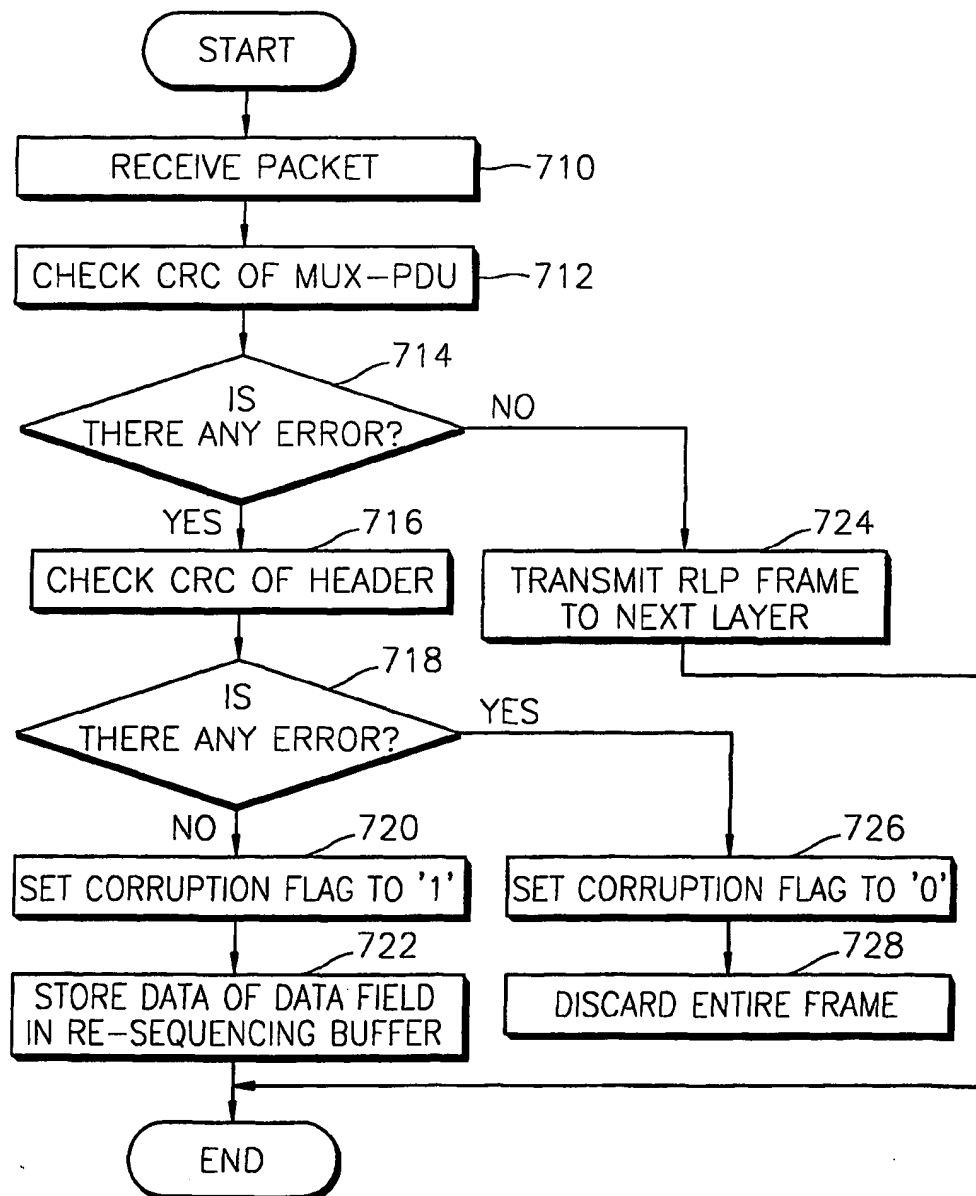 START
RECEIVE PACKET
710
CHECK CRC OF MUX-PDU
712
714
IS
THERE ANY ERROR?
NO
YES
716
CHECK CRC OF HEADER
724
TRANSMIT RLP FRAME
TO NEXT LAYER
718
IS
THERE ANY ERROR?
YES
NO
720
SET CORRUPTION FLAG TO '1'
726
SET CORRUPTION FLAG TO '0'
722
STORE DATA OF DATA FIELD
IN RE-SEQUENCING BUFFER
728
DISCARD ENTIRE FRAME
END